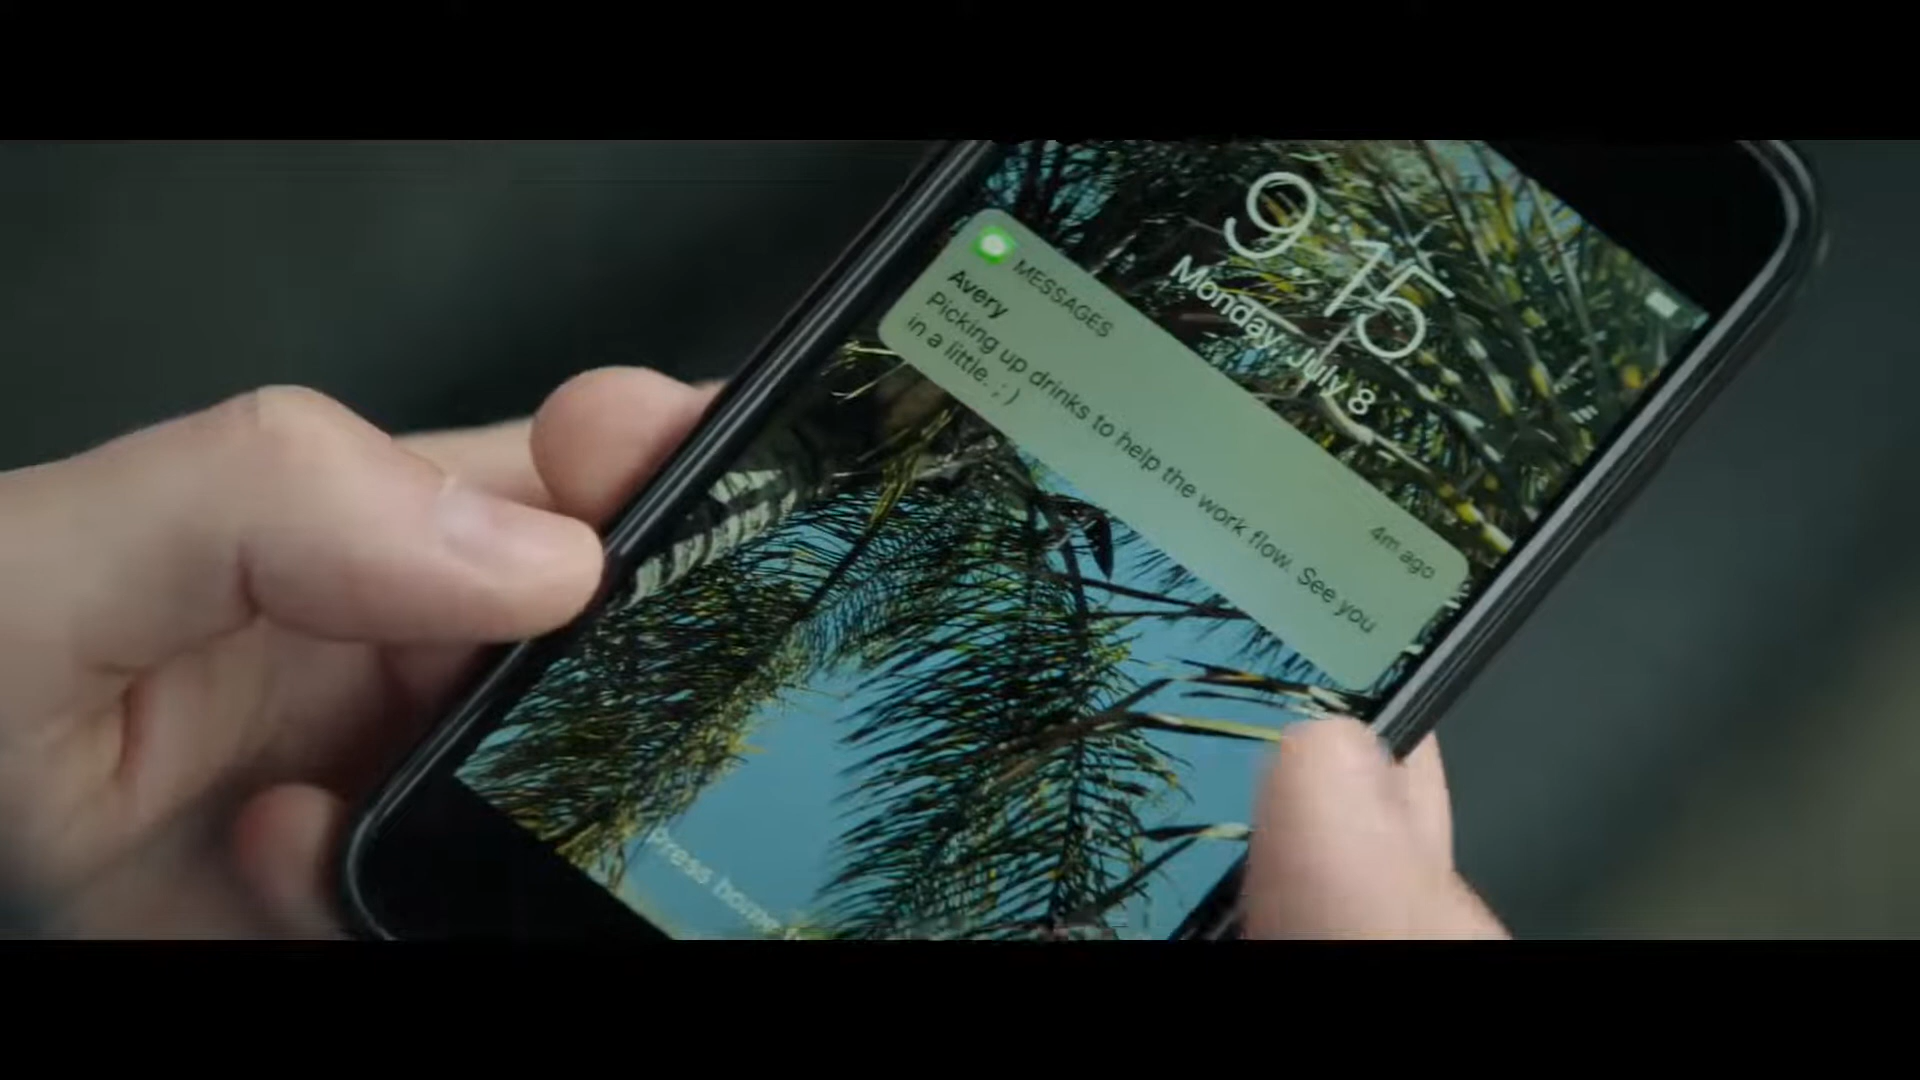 9:15
Monday, July 8
MESSAGES
4m ago
Avery
Picking up drinks to help the work flow. See you
in a little. ; )
Press home